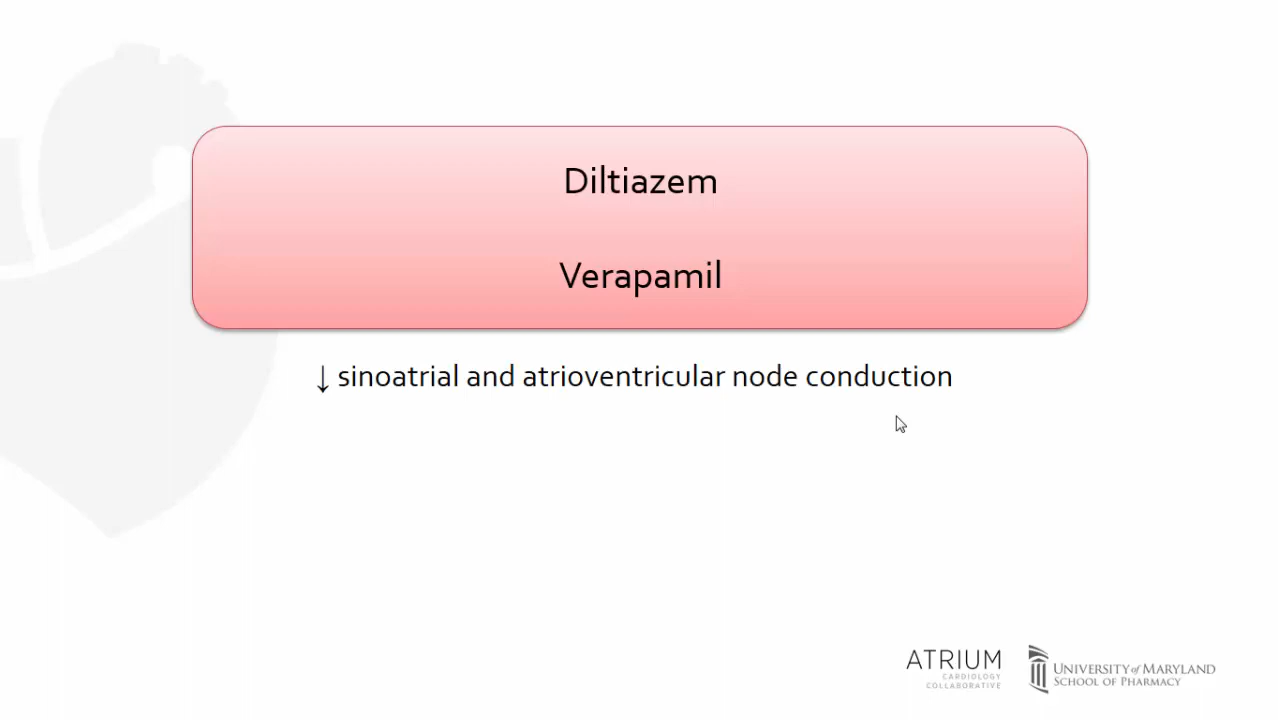 Diltiazem
Verapamil
↓ sinoatrial and atrioventricular node conduction
ATRIUM
CARDIOLOGY
COLLABORATIVE
UNIVERSITY of MARYLAND
SCHOOL OF PHARMACY